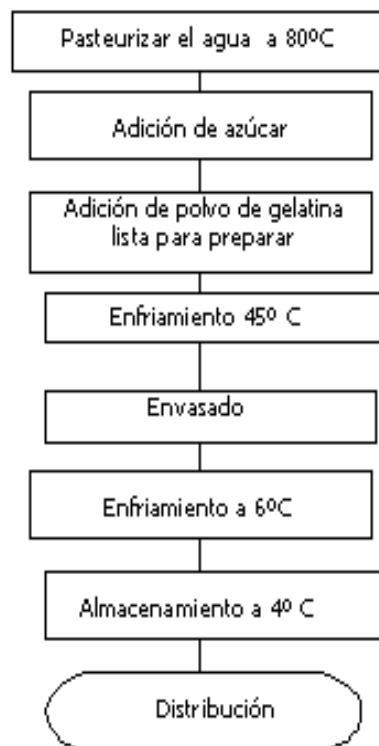 Pasteurizar el agua a 80ºC
Adición de azúcar
Adición de polvo de gelatina
lista para preparar
Enfriamiento 45º C
Envasado
Enfriamiento a 6ºC
Almacenamiento a 4º C
Distribución